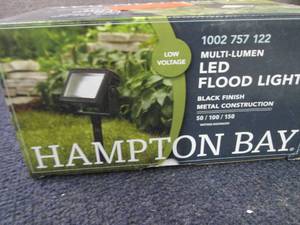 1002 757 122
LOW
VOLTAGE
MULTI-LUMEN
LED
FLOOD LIGHT
BLACK FINISH
METAL CONSTRUCTION
50 / 100 / 150
HAMPTON BAY